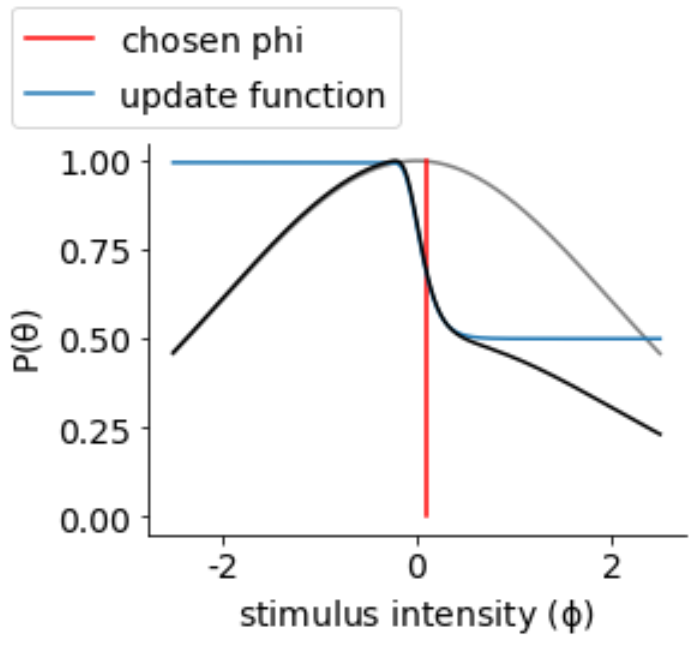 chosen phi
update function
1.00
0.75
0.50
0.25
0.00
P(θ)
-2 0 2
stimulus intensity (ϕ)